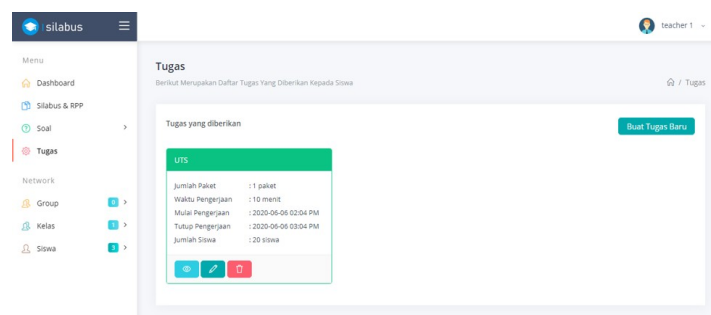 silabus
teacher 1
Menu
Dashboard
Silabus & RPP
Soal
Tugas
Network
Group
Kelas 1
Siswa 3
Tugas
Berikut Merupakan Daftar Tugas Yang Diberikan Kepada Siswa
/ Tugas
Tugas yang diberikan
Buat Tugas Baru
UTS
Jumlah Paket : 1 paket
Waktu Pengerjaan : 10 menit
Mulai Pengerjaan : 2020-06-06 02:04 PM
Tutup Pengerjaan : 2020-06-06 03:04 PM
Jumlah Siswa : 20 siswa